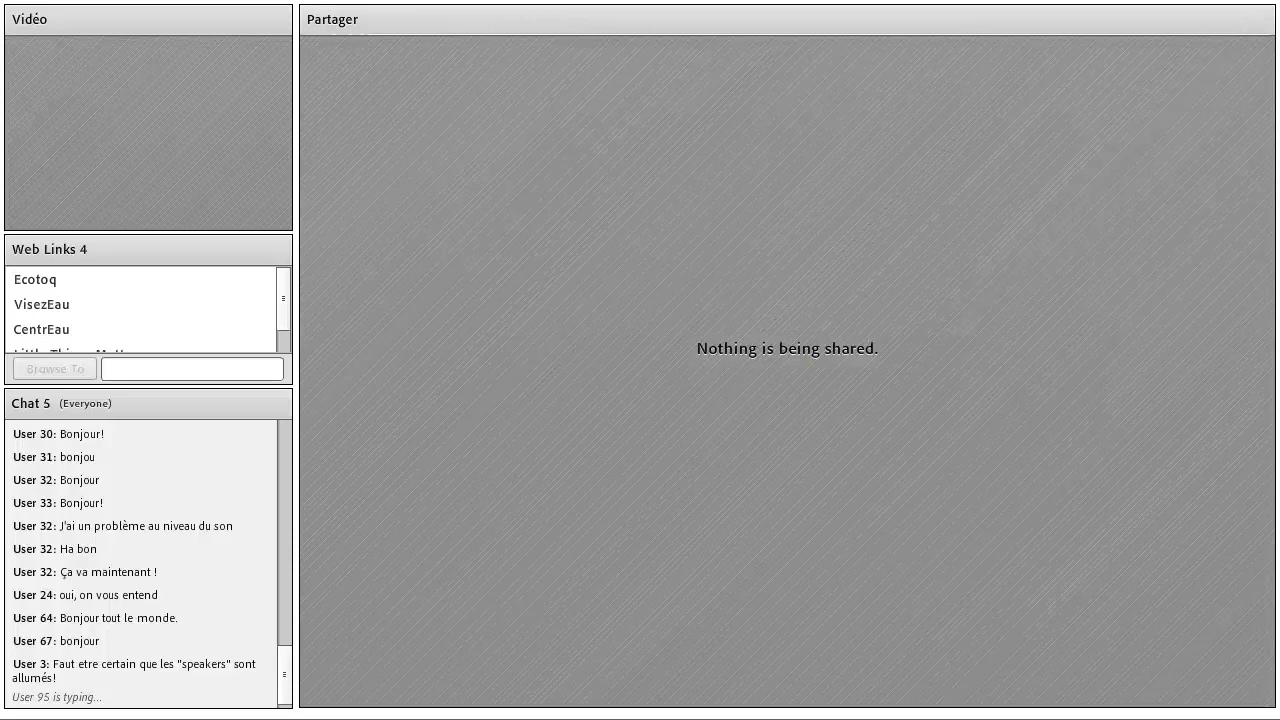 Vidéo
Partager
Nothing is being shared.
Web Links 4
Ecotoq
VisezEau
CentrEau
Browse To
Chat 5 (Everyone)
User 30: Bonjour!
User 31: bonjou
User 32: Bonjour
User 33: Bonjour!
User 32: J'ai un problème au niveau du son
User 32: Ha bon
User 32: Ça va maintenant !
User 24: oui, on vous entend
User 64: Bonjour tout le monde.
User 67: bonjour
User 3: Faut etre certain que les "speakers" sont
allumés!
User 95 is typing...